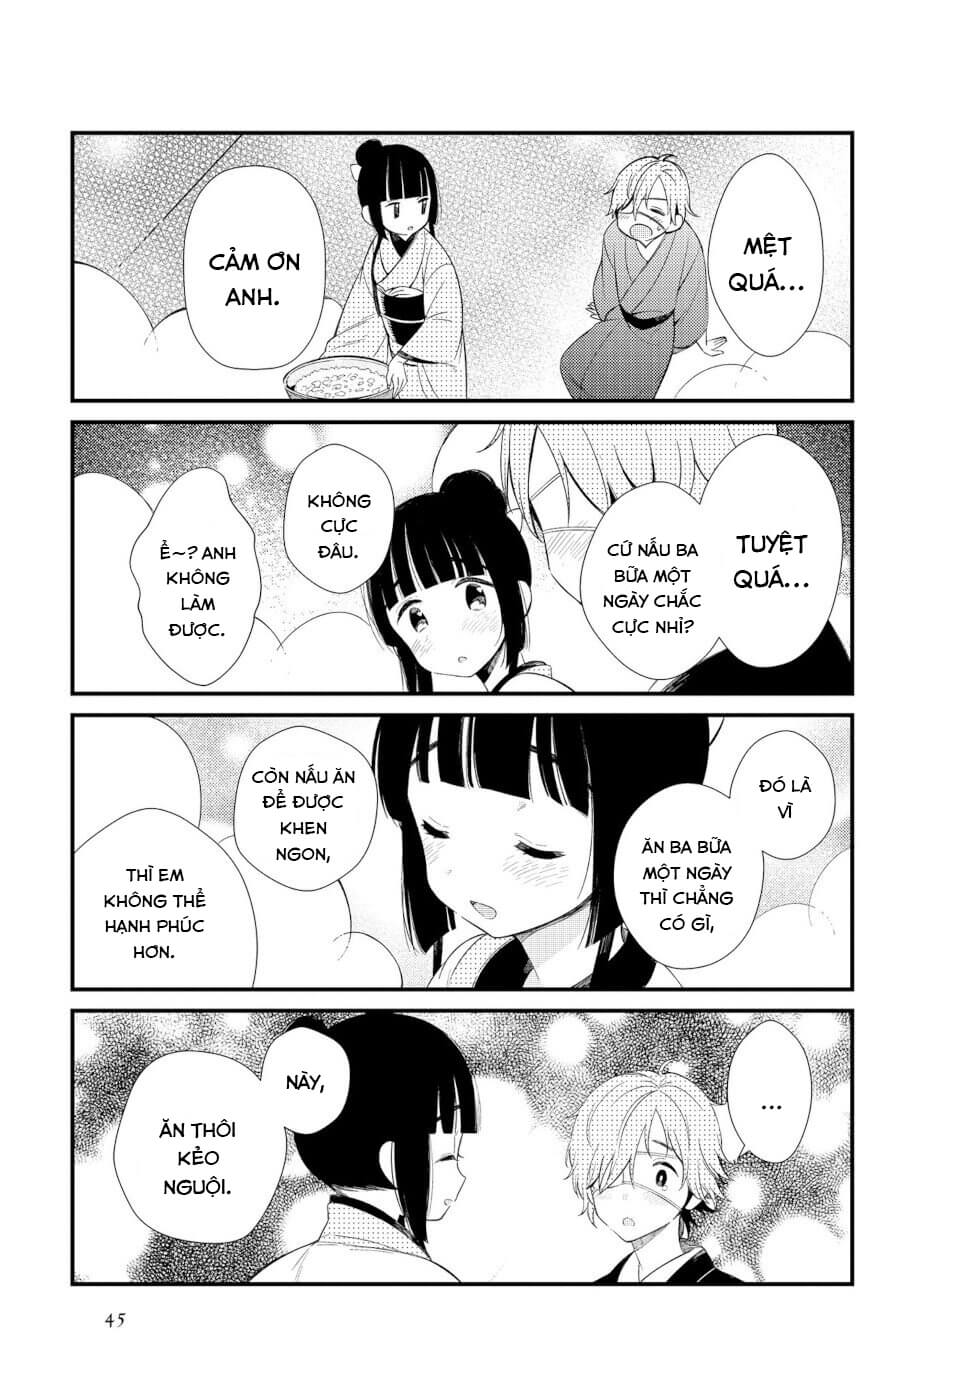 MỆT
QUÁ...
CẢM ƠN
ANH.
TUYỆT
QUÁ...
CỨ NẤU BA
BỮA MỘT
NGÀY CHẮC
CỰC NHỈ?
KHÔNG
CỰC
ĐÂU.
Ể~? ANH
KHÔNG
LÀM
ĐƯỢC.
ĐÓ LÀ
VÌ
ĂN BA BỮA
MỘT NGÀY
THÌ CHẲNG
CÓ GÌ,
CÒN NẤU ĂN
ĐỂ ĐƯỢC
KHEN
NGON,
THÌ EM
KHÔNG THỂ
HẠNH PHÚC
HƠN.
...
NÀY,
ĂN THÔI
KẺO
NGUỘI.
45